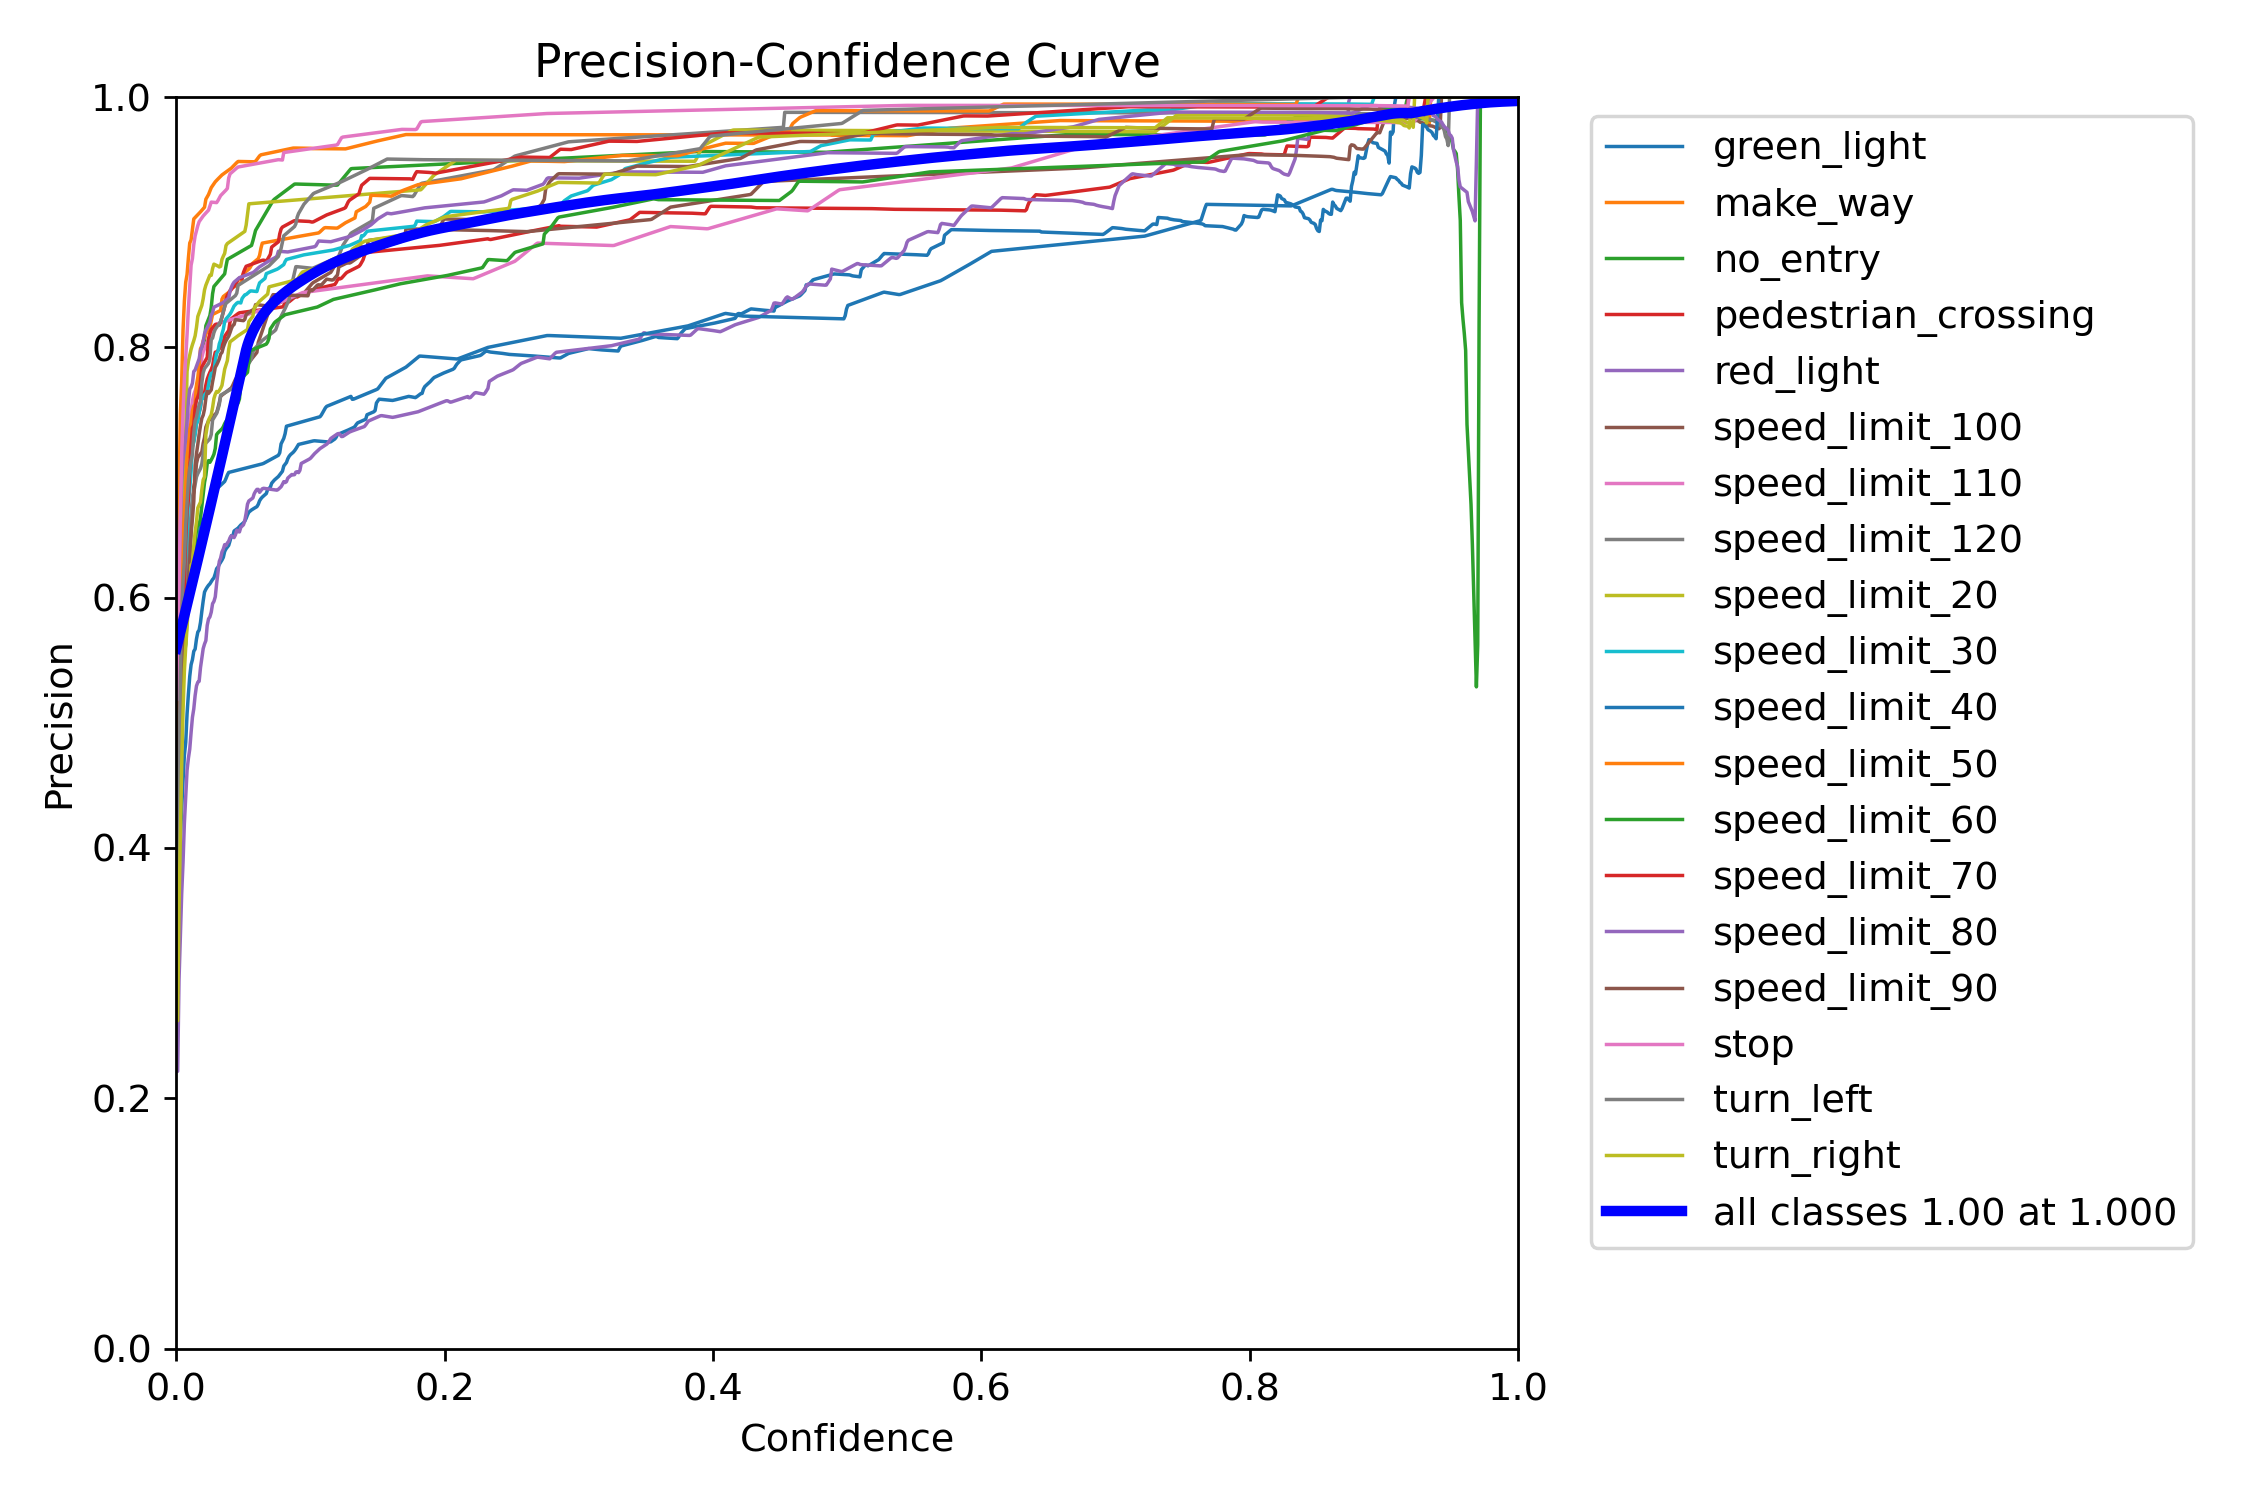 Precision-Confidence Curve
1.0
0.8
0.6
0.4
0.2
0.0
Precision
0.0 0.2 0.4 0.6 0.8 1.0
Confidence
green_light
make_way
no_entry
pedestrian_crossing
red_light
speed_limit_100
speed_limit_110
speed_limit_120
speed_limit_20
speed_limit_30
speed_limit_40
speed_limit_50
speed_limit_60
speed_limit_70
speed_limit_80
speed_limit_90
stop
turn_left
turn_right
all classes 1.00 at 1.000